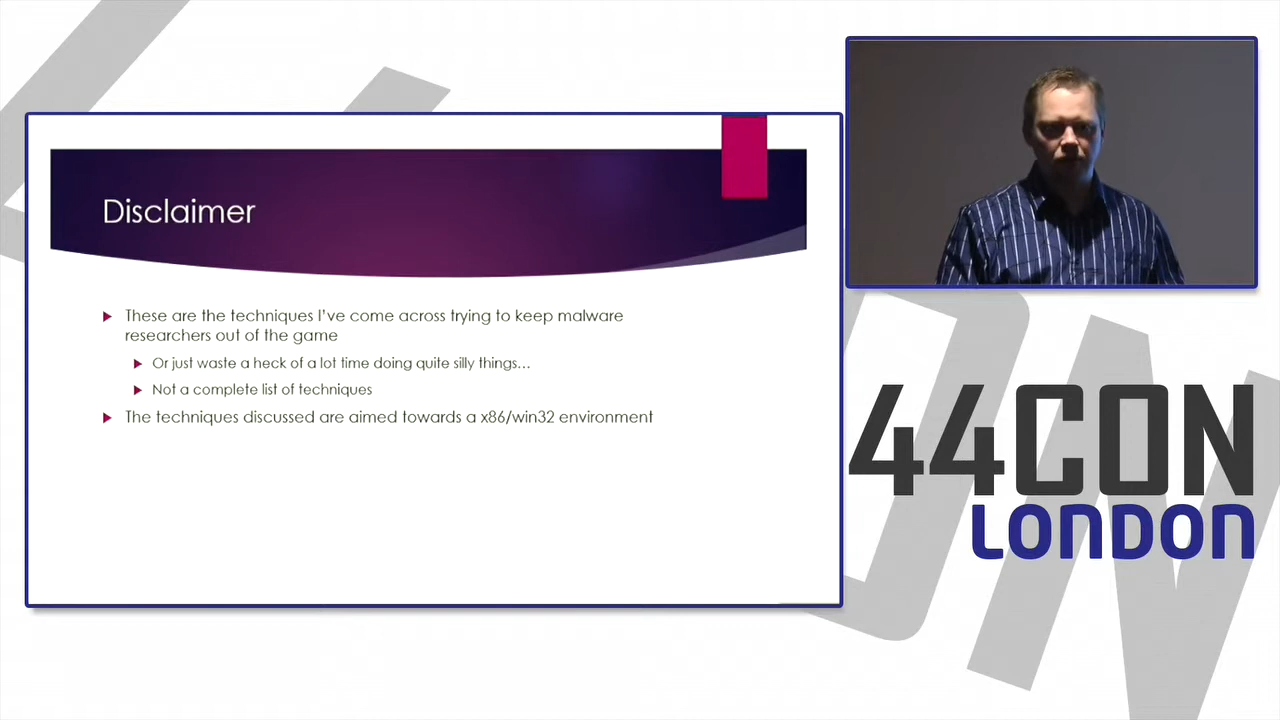 Disclaimer
These are the techniques I've come across trying to keep malware
researchers out of the game
Or just waste a heck of a lot time doing quite silly things...
Not a complete list of techniques
The techniques discussed are aimed towards a x86/win32 environment
44CON
LONDON